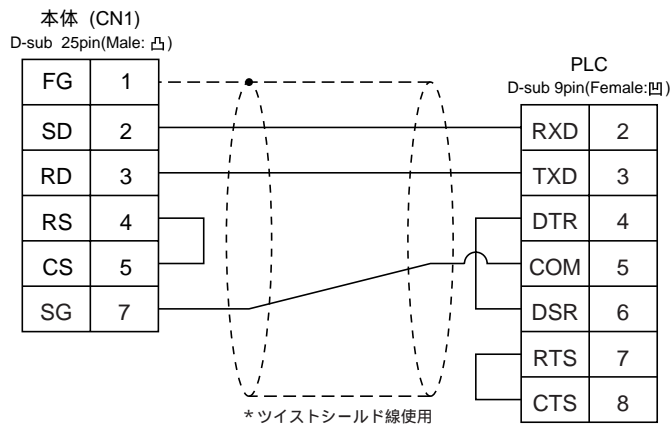 本体 (CN1)
D-sub 25pin(Male: 凸)
FG 1
SD 2
RD 3
RS 4
CS 5
SG 7
PLC
D-sub 9pin(Female:凹)
RXD 2
TXD 3
DTR 4
COM 5
DSR 6
RTS 7
CTS 8
*ツイストシールド線使用